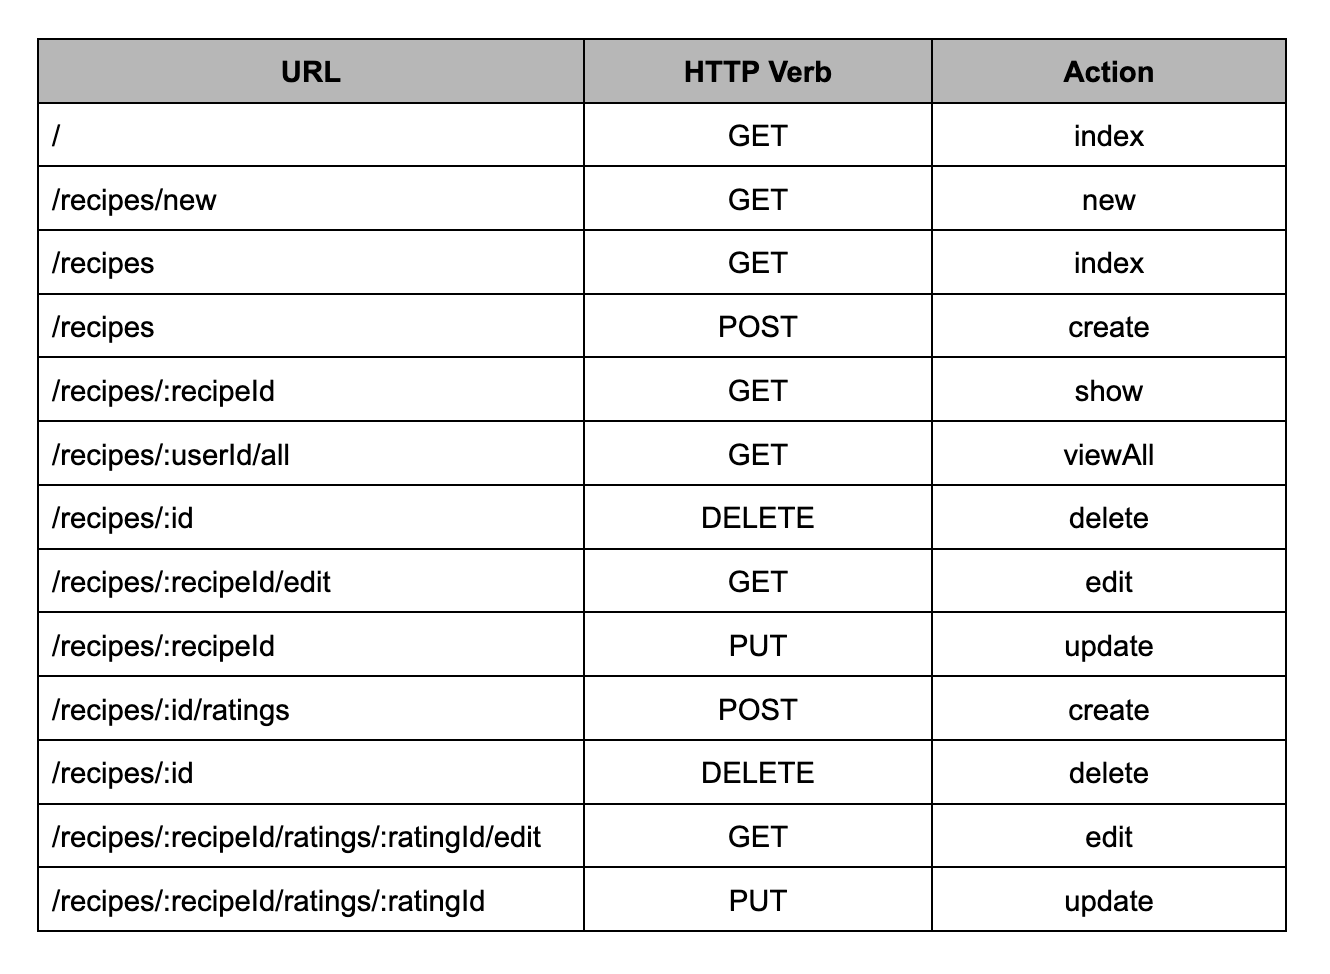 URL HTTP Verb Action
/ GET index
/recipes/new GET new
/recipes GET index
/recipes POST create
/recipes/:recipeId GET show
/recipes/:userId/all GET viewAll
/recipes/:id DELETE delete
/recipes/:recipeId/edit GET edit
/recipes/:recipeId PUT update
/recipes/:id/ratings POST create
/recipes/:id DELETE delete
/recipes/:recipeId/ratings/:ratingId/edit GET edit
/recipes/:recipeId/ratings/:ratingId PUT update